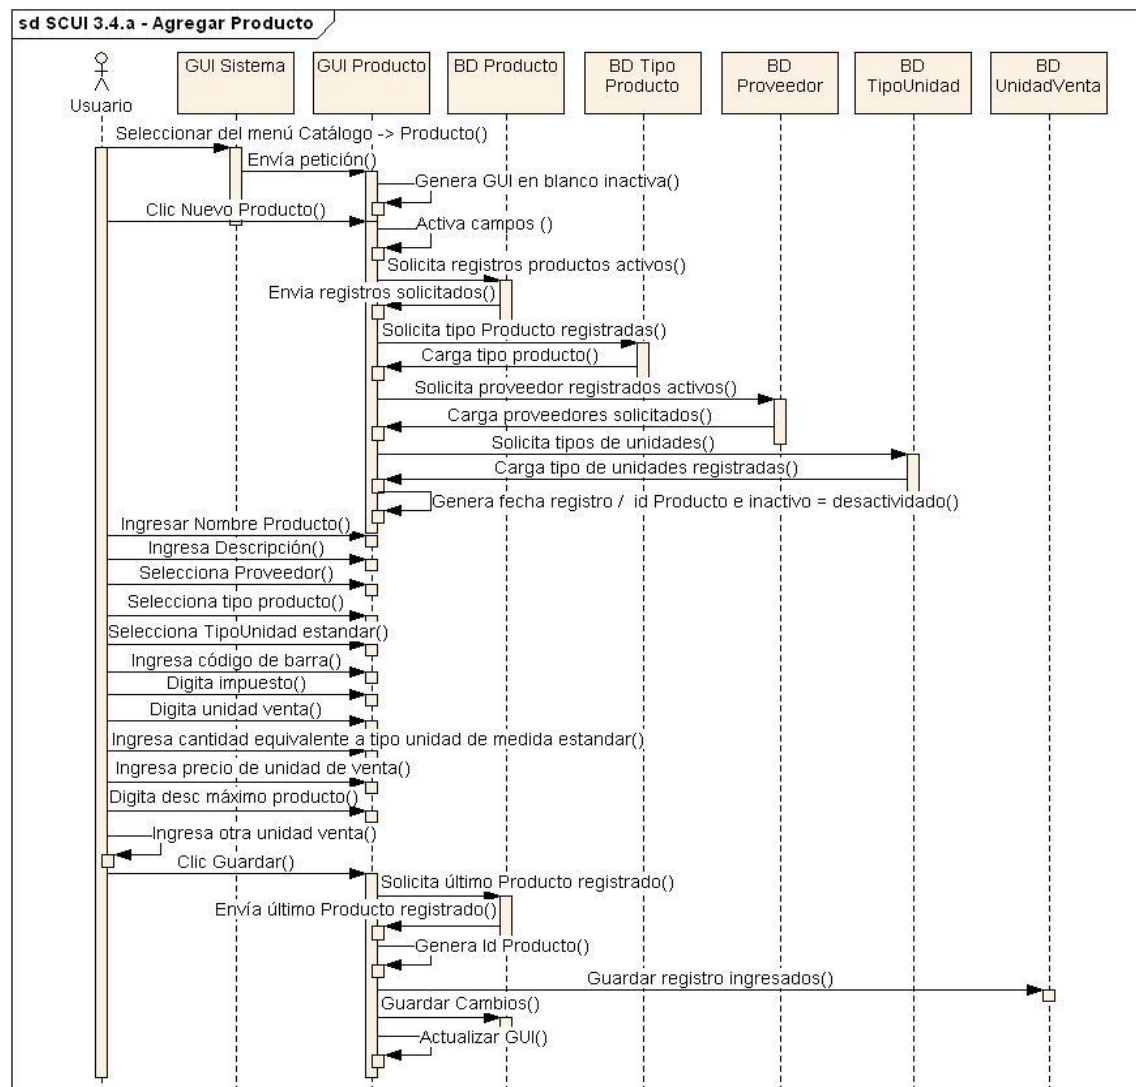 sd SCUI 3.4.a - Agregar Producto
Usuario
GUI Sistema
GUI Producto
BD Producto
BD Tipo
Producto
BD
Proveedor
BD
TipoUnidad
BD
UnidadVenta
Seleccionar del menú Catálogo -> Producto()
Envía petición()
Genera GUI en blanco inactiva()
Clic Nuevo Producto()
Activa campos ()
Solicita registros productos activos()
Envia registros solicitados()
Solicita tipo Producto registradas()
Carga tipo producto()
Solicita proveedor registrados activos()
Carga proveedores solicitados()
Solicita tipos de unidades()
Carga tipo de unidades registradas()
Genera fecha registro / id Producto e inactivo = desactividado()
Ingresar Nombre Producto()
Ingresa Descripción()
Selecciona Proveedor()
Selecciona tipo producto()
Selecciona TipoUnidad estandar()
Ingresa código de barra()
Digita impuesto()
Digita unidad venta()
Ingresa cantidad equivalente a tipo unidad de medida estandar()
Ingresa precio de unidad de venta()
Digita desc máximo producto()
Ingresa otra unidad venta()
Clic Guardar()
Solicita último Producto registrado()
Envía último Producto registrado()
Genera Id Producto()
Guardar registro ingresados()
Guardar Cambios()
Actualizar GUI()